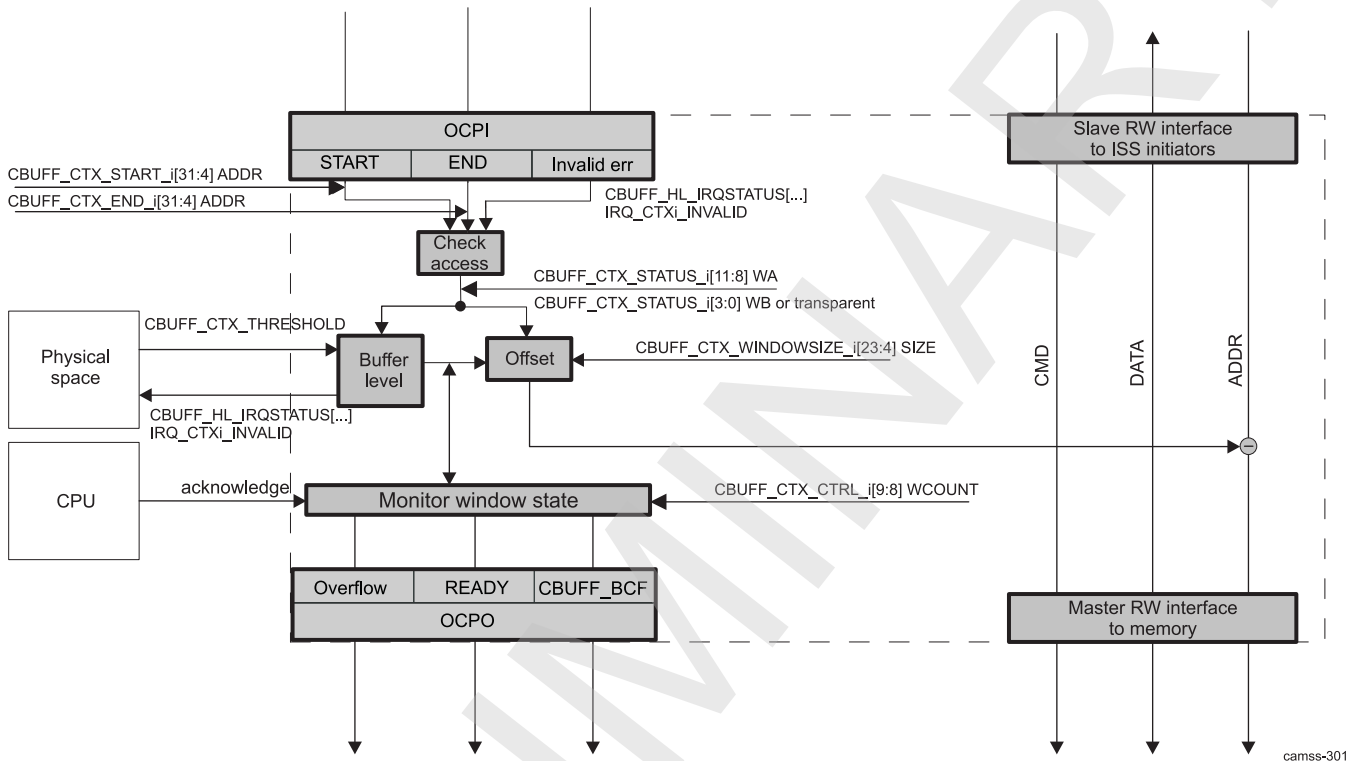 OCPI
START END Invalid err
Slave RW interface
to ISS initiators
CBUFF_CTX_START_i[31:4] ADDR
CBUFF_CTX_END_i[31:4] ADDR
CBUFF_HL_IRQSTATUS[...]
IRQ_CTXi_INVALID
Check
access
CBUFF_CTX_STATUS_i[11:8] WA
CBUFF_CTX_STATUS_i[3:0] WB or transparent
CBUFF_CTX_THRESHOLD
Physical
space
Buffer
level
Offset
CBUFF_CTX_WINDOWSIZE_i[23:4] SIZE
CMD
DATA
ADDR
CBUFF_HL_IRQSTATUS[...]
IRQ_CTXi_INVALID
CPU
acknowledge
Monitor window state
CBUFF_CTX_CTRL_i[9:8] WCOUNT
Overflow READY CBUFF_BCF
OCPO
Master RW interface
to memory
camss-301
MINAR